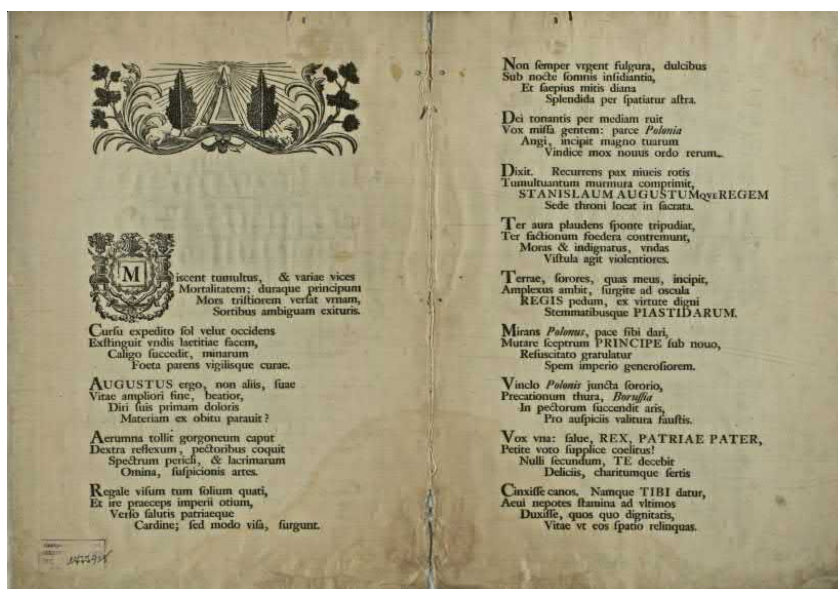 Miscent tumultus, & variae vices
Mortalitatem; duraque principum
Mors tristiorem versat vrnam,
Sortibus ambiguam exituris.
Cursu expedito sol velut occidens
Exstinguit vndis laetitiae facem,
Caligo succedit, minarum
Foeta parens vigilisque curae.
AUGUSTUS ergo, non aliis, suae
Vitae ampliori fine, beatior,
Diri suis primam doloris
Materiam ex obitu parauit?
Aerumna tollit gorgoneum caput
Dextra reflexum, pectoribus coquit
Spectrum pericli, & lacrimarum
Omina, suspicionis artes.
Regale visum tum solium quati,
Et ire praeceps imperii otium,
Verso salutis patriaeque
Cardine; sed modo visa, surgunt.
Non semper vrgent fulgura, dulcibus
Sub nocte somnis insidiantia,
Et saepius mitis diana
Splendida per spatiatur astra.
Dei tonantis per mediam ruit
Vox missa gentem: parce Polonia
Angi, incipit magno tuarum
Vindice mox nouus ordo rerum.
Dixit. Recurrens pax niueis rotis
Tumultuantum murmura comprimit,
STANISLAUM AUGUSTUMQVE REGEM
Sede throni locat in sacrata.
Ter aura plaudens sponte tripudiat,
Ter factionum foedera contremunt,
Moras & indignatus, vndas
Vistula agit violentiores.
Terrae, sorores, quas meus, incipit,
Amplexus ambit, surgite ad oscula
REGIS pedum, ex virtute digni
Stemmatibusque PIASTIDARUM.
Mirans Polonus, pace sibi dari,
Mutare sceptrum PRINCIPE sub nouo,
Resuscitato gratulatur
Spem imperio generosiorem.
Vinclo Polonis juncta sororio,
Precationum thura, Borussia
In pectorum succendit aris,
Pro auspiciis valitura faustis.
Vox vna: salue, REX, PATRIAE PATER,
Petite voto supplice coelitus!
Nulli secundum, TE decebit
Deliciis, charitumque sertis
Cinxisse canos. Namque TIBI datur,
Aeui nepotes stamina ad vltimos
Duxisse, quos quo dignitatis,
Vitae vt eos spatio relinquas.